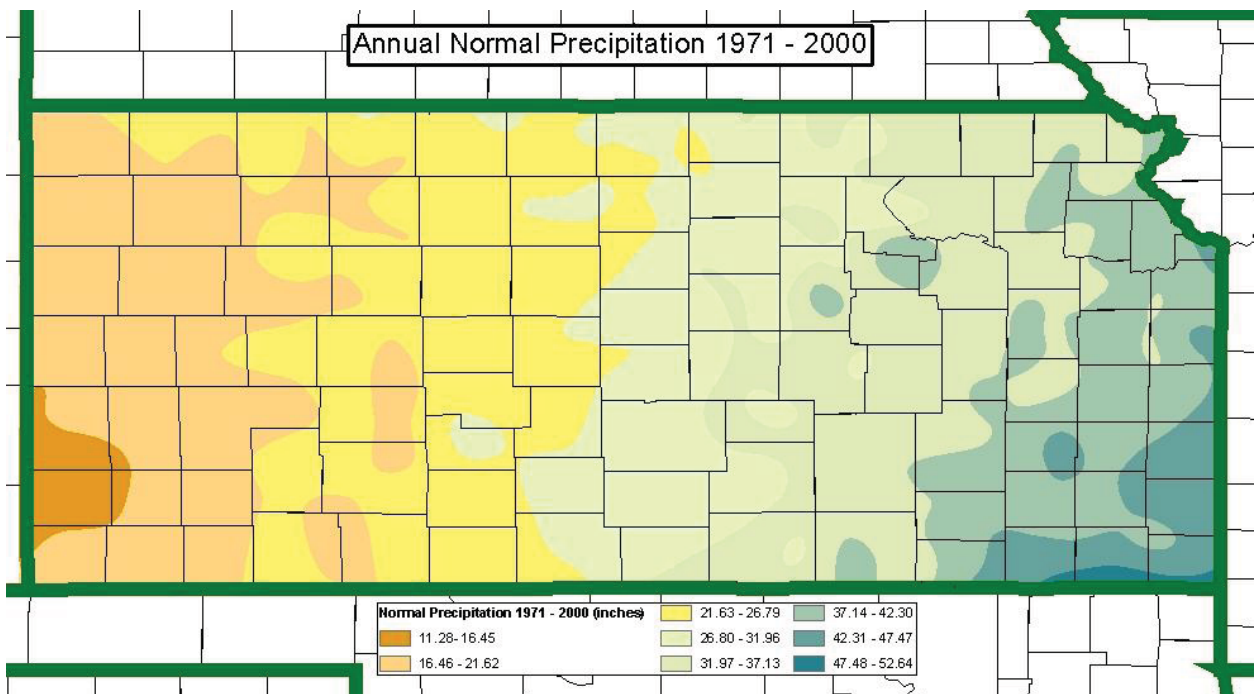 Annual Normal Precipitation 1971 - 2000
Normal Precipitation 1971 - 2000 (inches)
11.28- 16.45
16.46 - 21.62
21.63 - 26.79
26.80 - 31.96
31.97 - 37.13
37.14 - 42.30
42.31 - 47.47
47.48 - 52.64